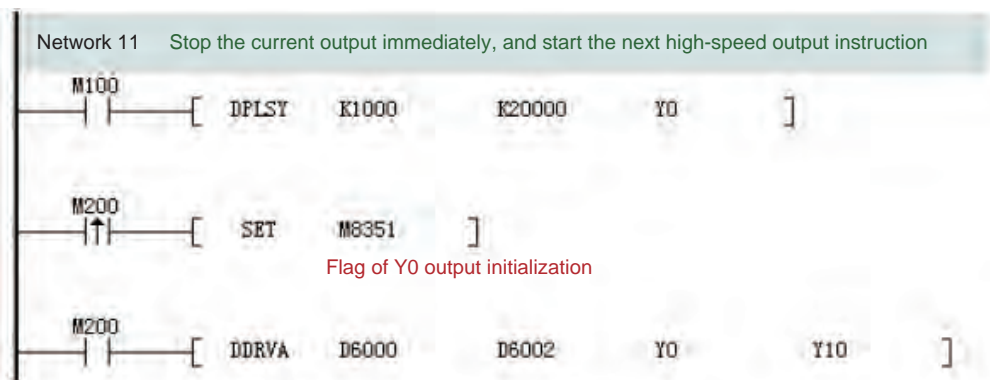 Network 11 Stop the current output immediately, and start the next high-speed output instruction
M100
[ DPLSY K1000 K20000 Y0 ]
M200
[ SET M8351 ]
Flag of Y0 output initialization
M200
[ DDRVA D6000 D6002 Y0 Y10 ]